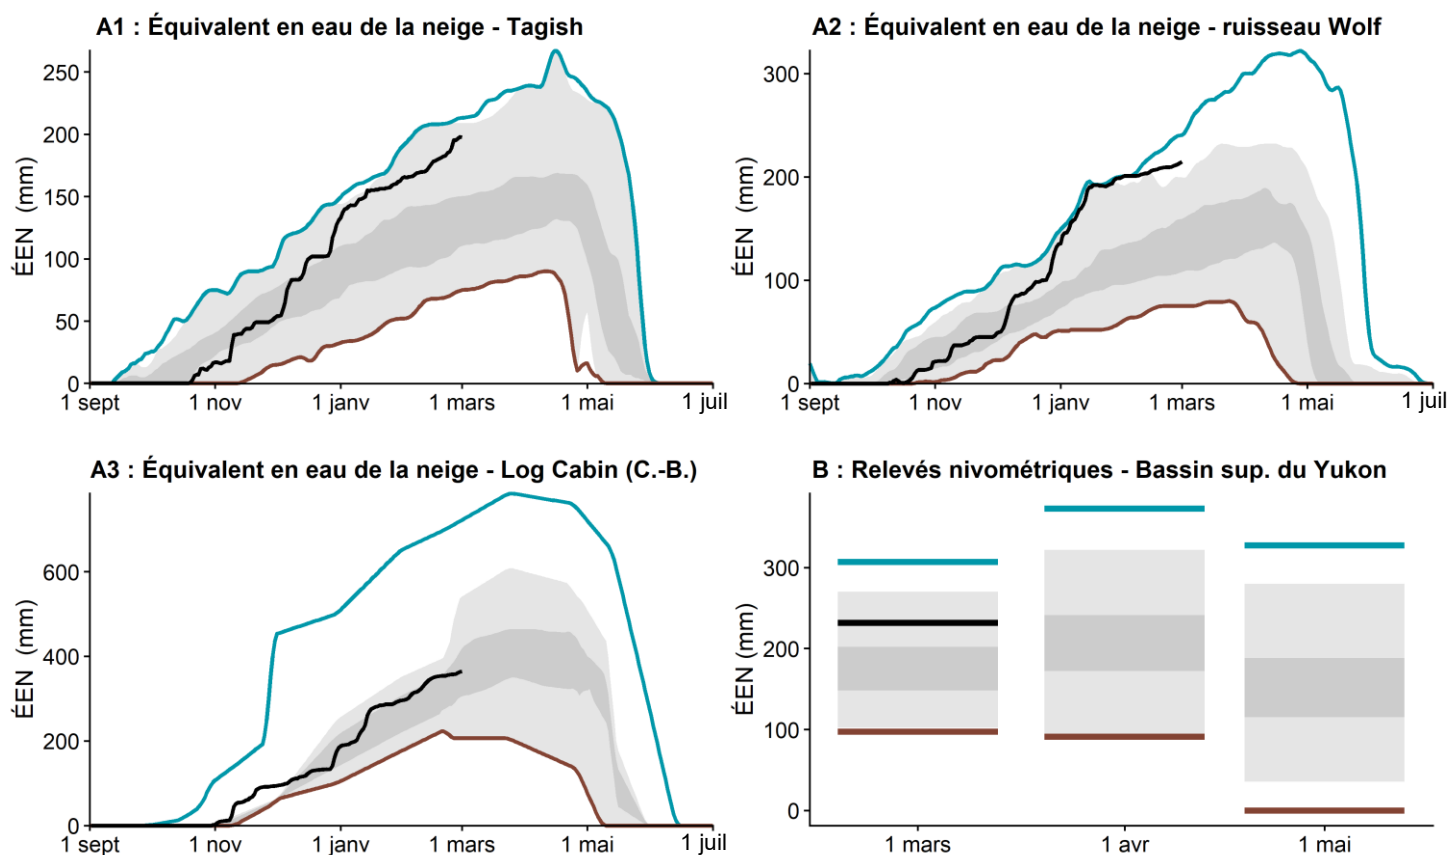 A1 : Équivalent en eau de la neige - Tagish
ÉEN (mm)
250
200
150
100
50
0
1 sept
1 nov
1 janv
1 mars
1 mai
1 juil
A2 : Équivalent en eau de la neige - ruisseau Wolf
ÉEN (mm)
300
200
100
0
1 sept
1 nov
1 janv
1 mars
1 mai
1 juil
A3 : Équivalent en eau de la neige - Log Cabin (C.-B.)
ÉEN (mm)
600
400
200
0
1 sept
1 nov
1 janv
1 mars
1 mai
1 juil
B : Relevés nivométriques - Bassin sup. du Yukon
ÉEN (mm)
300
200
100
0
1 mars
1 avr
1 mai